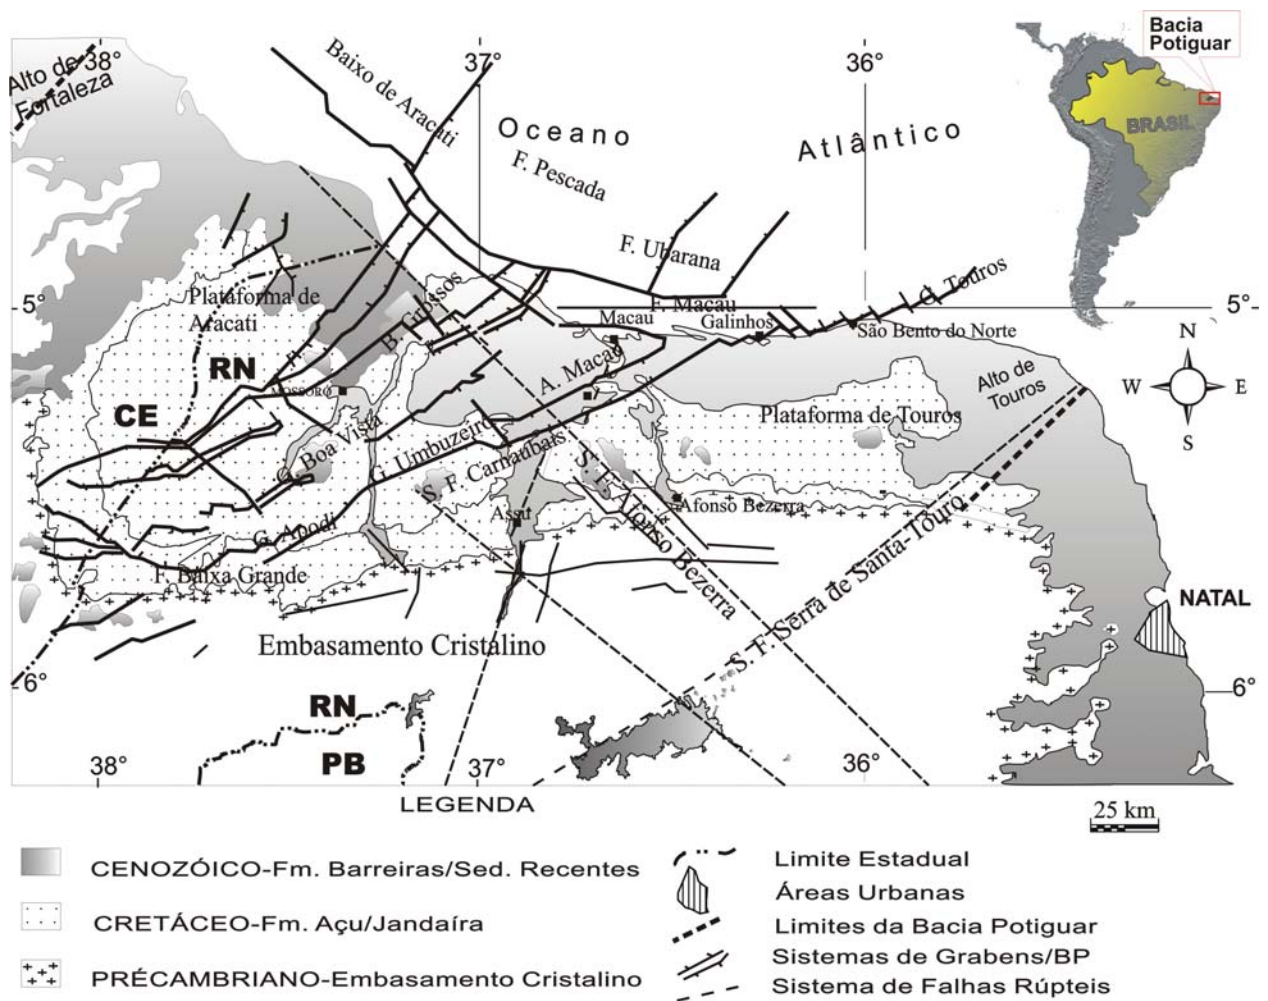 Bacia
Potiguar
BRASIL
38°
37°
36°
Alto de
Fortaleza
Baixo de Aracati
Oceano
Atlântico
F. Pescada
F. Ubarana
F. Macau
G. Touros
5°
5°
Plataforma de
Aracati
B. Grossos
Macau
Galinhos
São Bento do Norte
N
W
E
S
RN
MOSSORÓ
A. Macau
Alto de
Touros
CE
Plataforma de Touros
G. Boa Vista
G. Umbuzeiro
S. F. Carnaubais
S. F. Afonso Bezerra
Assu
Afonso Bezerra
G. Apodi
F. Baixa Grande
S. F. Serra de Santa-Touro
NATAL
Embasamento Cristalino
6°
6°
RN
PB
38°
37°
36°
25 km
LEGENDA
CENOZÓICO-Fm. Barreiras/Sed. Recentes
CRETÁCEO-Fm. Açu/Jandaíra
PRÉCAMBRIANO-Embasamento Cristalino
Limite Estadual
Áreas Urbanas
Limites da Bacia Potiguar
Sistemas de Grabens/BP
Sistema de Falhas Rúpteis